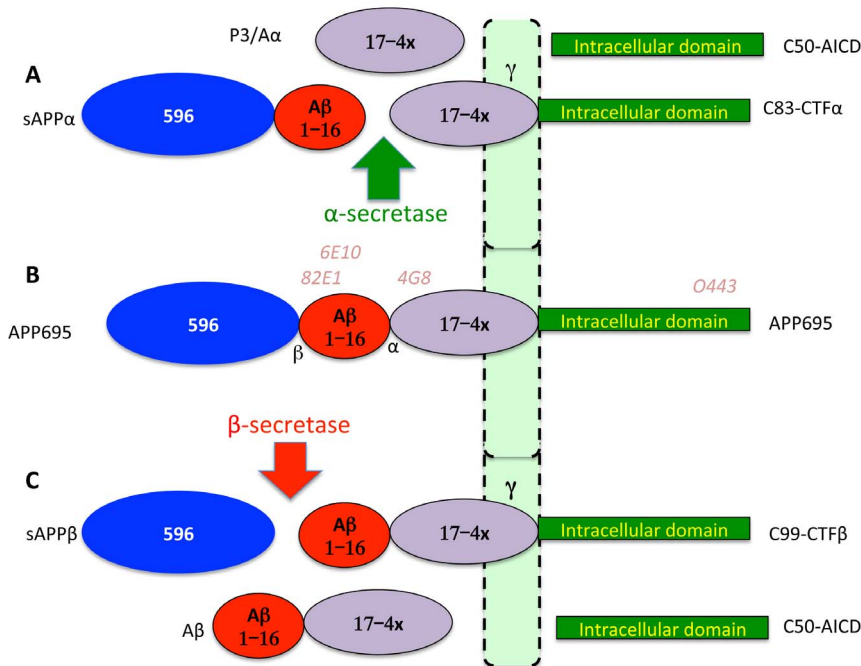 P3/Aα
17−4x
Intracellular domain
C50-AICD
A
γ
sAPPα
596
Aβ
1−16
17−4x
Intracellular domain
C83-CTFα
α-secretase
6E10
B
82E1
4G8
O443
APP695
596
Aβ
1−16
17−4x
Intracellular domain
APP695
β
α
β-secretase
C
γ
sAPPβ
596
Aβ
1−16
17−4x
Intracellular domain
C99-CTFβ
Aβ
Aβ
1−16
17−4x
Intracellular domain
C50-AICD